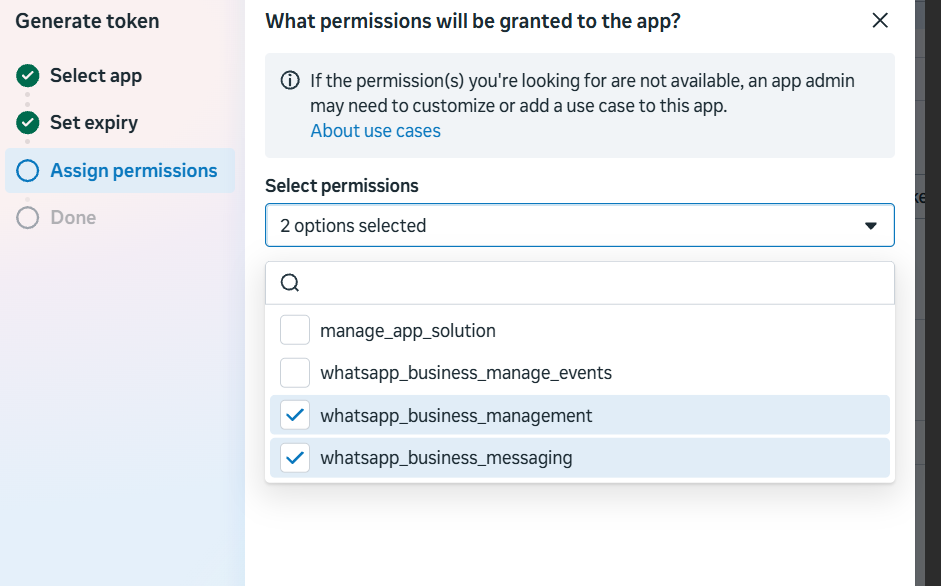 Generate token
Select app
Set expiry
Assign permissions
Done
What permissions will be granted to the app?
If the permission(s) you're looking for are not available, an app admin
may need to customize or add a use case to this app.
About use cases
Select permissions
2 options selected
manage_app_solution
whatsapp_business_manage_events
whatsapp_business_management
whatsapp_business_messaging